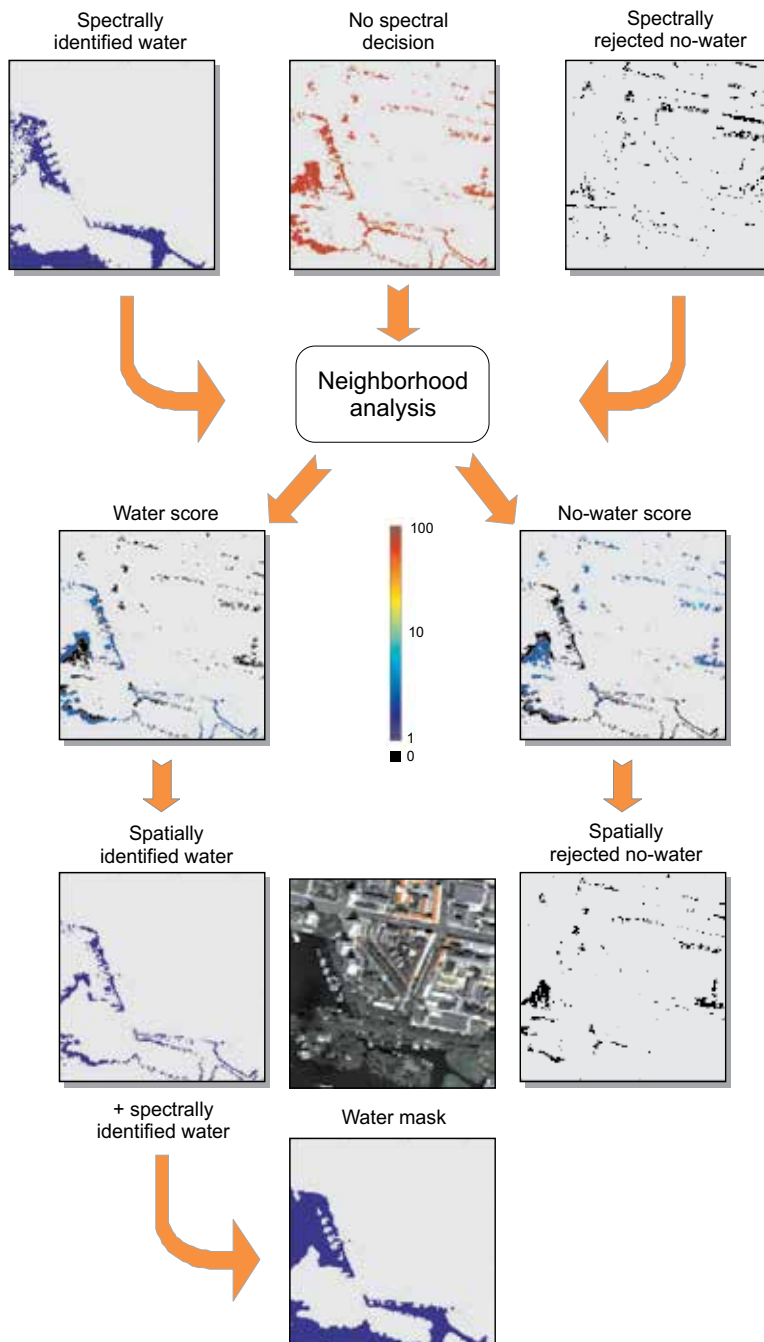 Spectrally
identified water
No spectral
decision
Spectrally
rejected no-water
Neighborhood
analysis
Water score
No-water score
100
10
1
0
Spatially
identified water
Spatially
rejected no-water
+ spectrally
identified water
Water mask